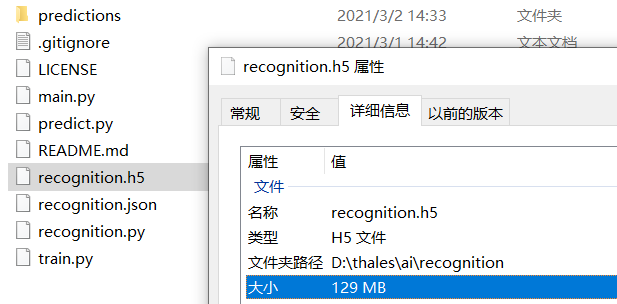 predictions 2021/3/2 14:33 文件夹
.gitignore 2021/3/1 14:42 文本文档
LICENSE
main.py
predict.py
README.md
recognition.h5
recognition.json
recognition.py
train.py
recognition.h5 属性
常规 安全 详细信息 以前的版本
属性 值
文件
名称 recognition.h5
类型 H5 文件
文件夹路径 D:\thales\ai\recognition
大小 129 MB